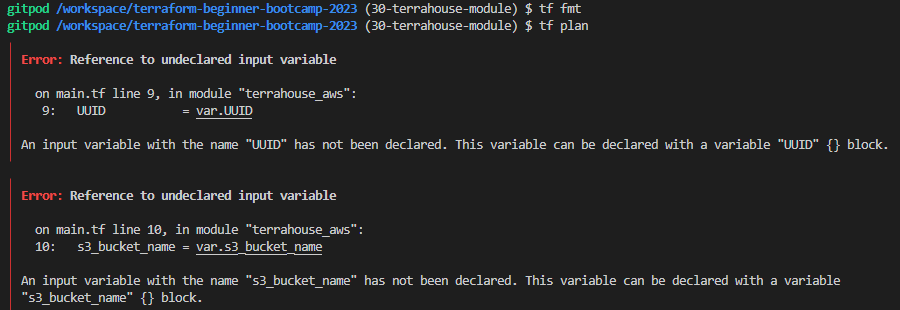 gitpod /workspace/terraform-beginner-bootcamp-2023 (30-terrahouse-module) $ tf fmt
gitpod /workspace/terraform-beginner-bootcamp-2023 (30-terrahouse-module) $ tf plan
Error: Reference to undeclared input variable
on main.tf line 9, in module "terrahouse_aws":
9: UUID = var.UUID
An input variable with the name "UUID" has not been declared. This variable can be declared with a variable "UUID" {} block.
Error: Reference to undeclared input variable
on main.tf line 10, in module "terrahouse_aws":
10: s3_bucket_name = var.s3_bucket_name
An input variable with the name "s3_bucket_name" has not been declared. This variable can be declared with a variable
"s3_bucket_name" {} block.